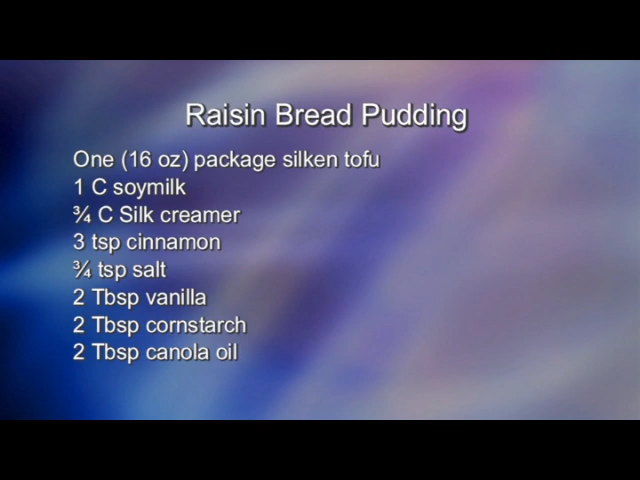 Raisin Bread Pudding
One (16 oz) package silken tofu
1 C soymilk
¾ C Silk creamer
3 tsp cinnamon
¾ tsp salt
2 Tbsp vanilla
2 Tbsp cornstarch
2 Tbsp canola oil